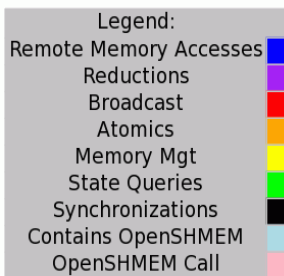 Legend:
Remote Memory Accesses
Reductions
Broadcast
Atomics
Memory Mgt
State Queries
Synchronizations
Contains OpenSHMEM
OpenSHMEM Call